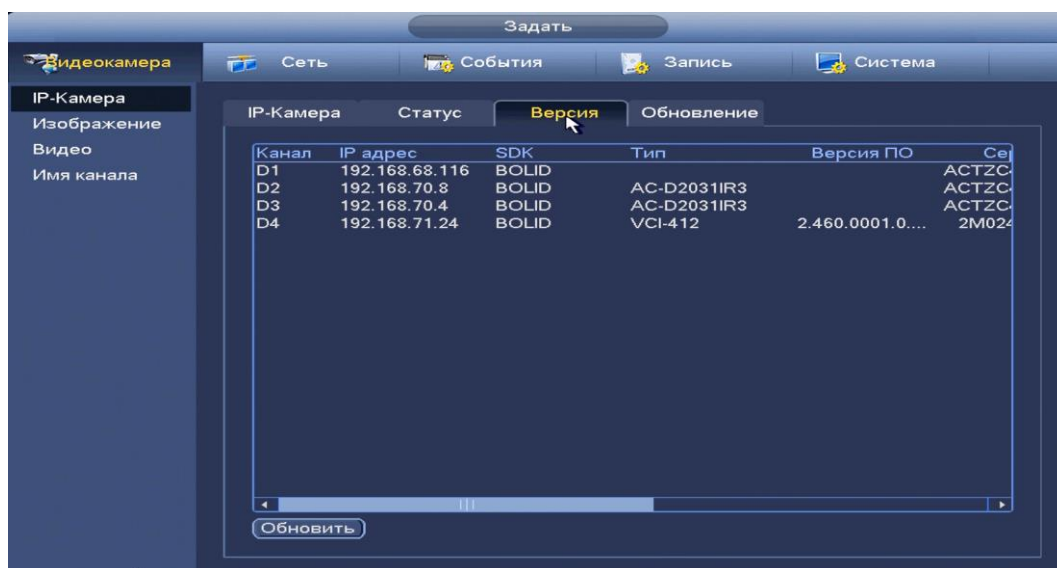 Задать
Видеокамера Сеть События Запись Система
IP-Камера
Изображение
Видео
Имя канала
IP-Камера Статус Версия Обновление
Канал IP адрес SDK Тип Версия ПО Сер
D1 192.168.68.116 BOLID ACTZC
D2 192.168.70.8 BOLID AC-D2031IR3 ACTZC
D3 192.168.70.4 BOLID AC-D2031IR3 ACTZC
D4 192.168.71.24 BOLID VCI-412 2.460.0001.0.... 2M024
Обновить